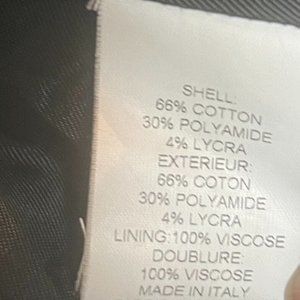 SHELL:
66% COTTON
30% POLYAMIDE
4% LYCRA
EXTERIEUR:
66% COTON
30% POLYAMIDE
4% LYCRA
LINING:100% VISCOSE
DOUBLURE:
100% VISCOSE
MADE IN ITALY